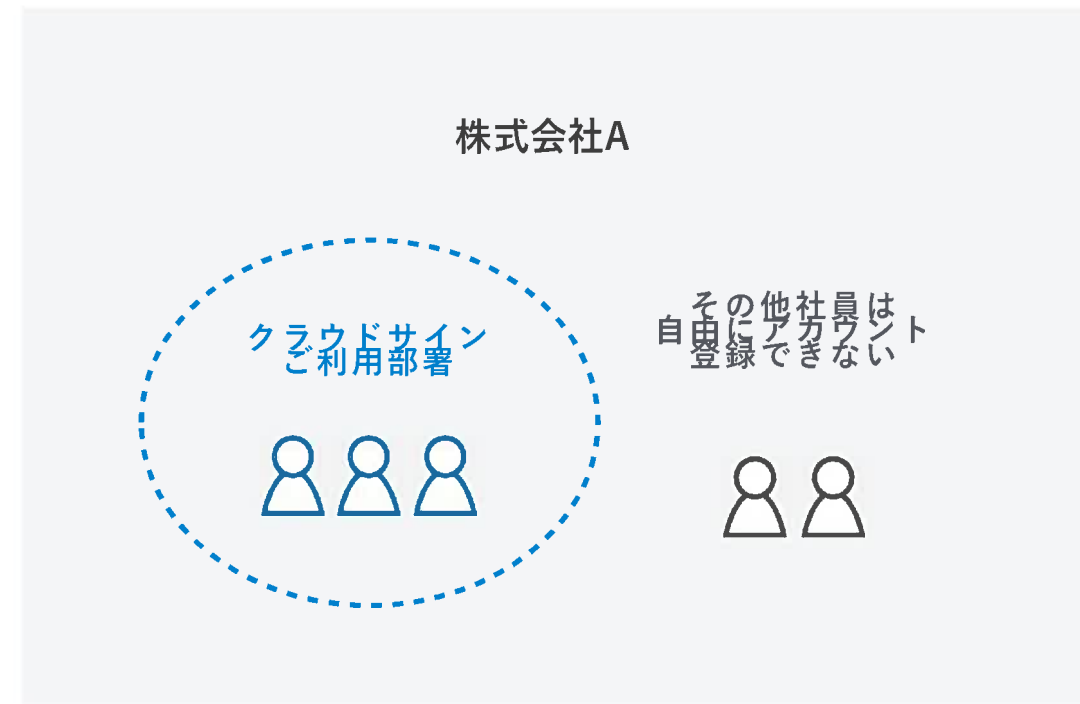 株式会社A
クラウドサイン
ご利用部署
その他社員は
自由にアカウント
登録できない